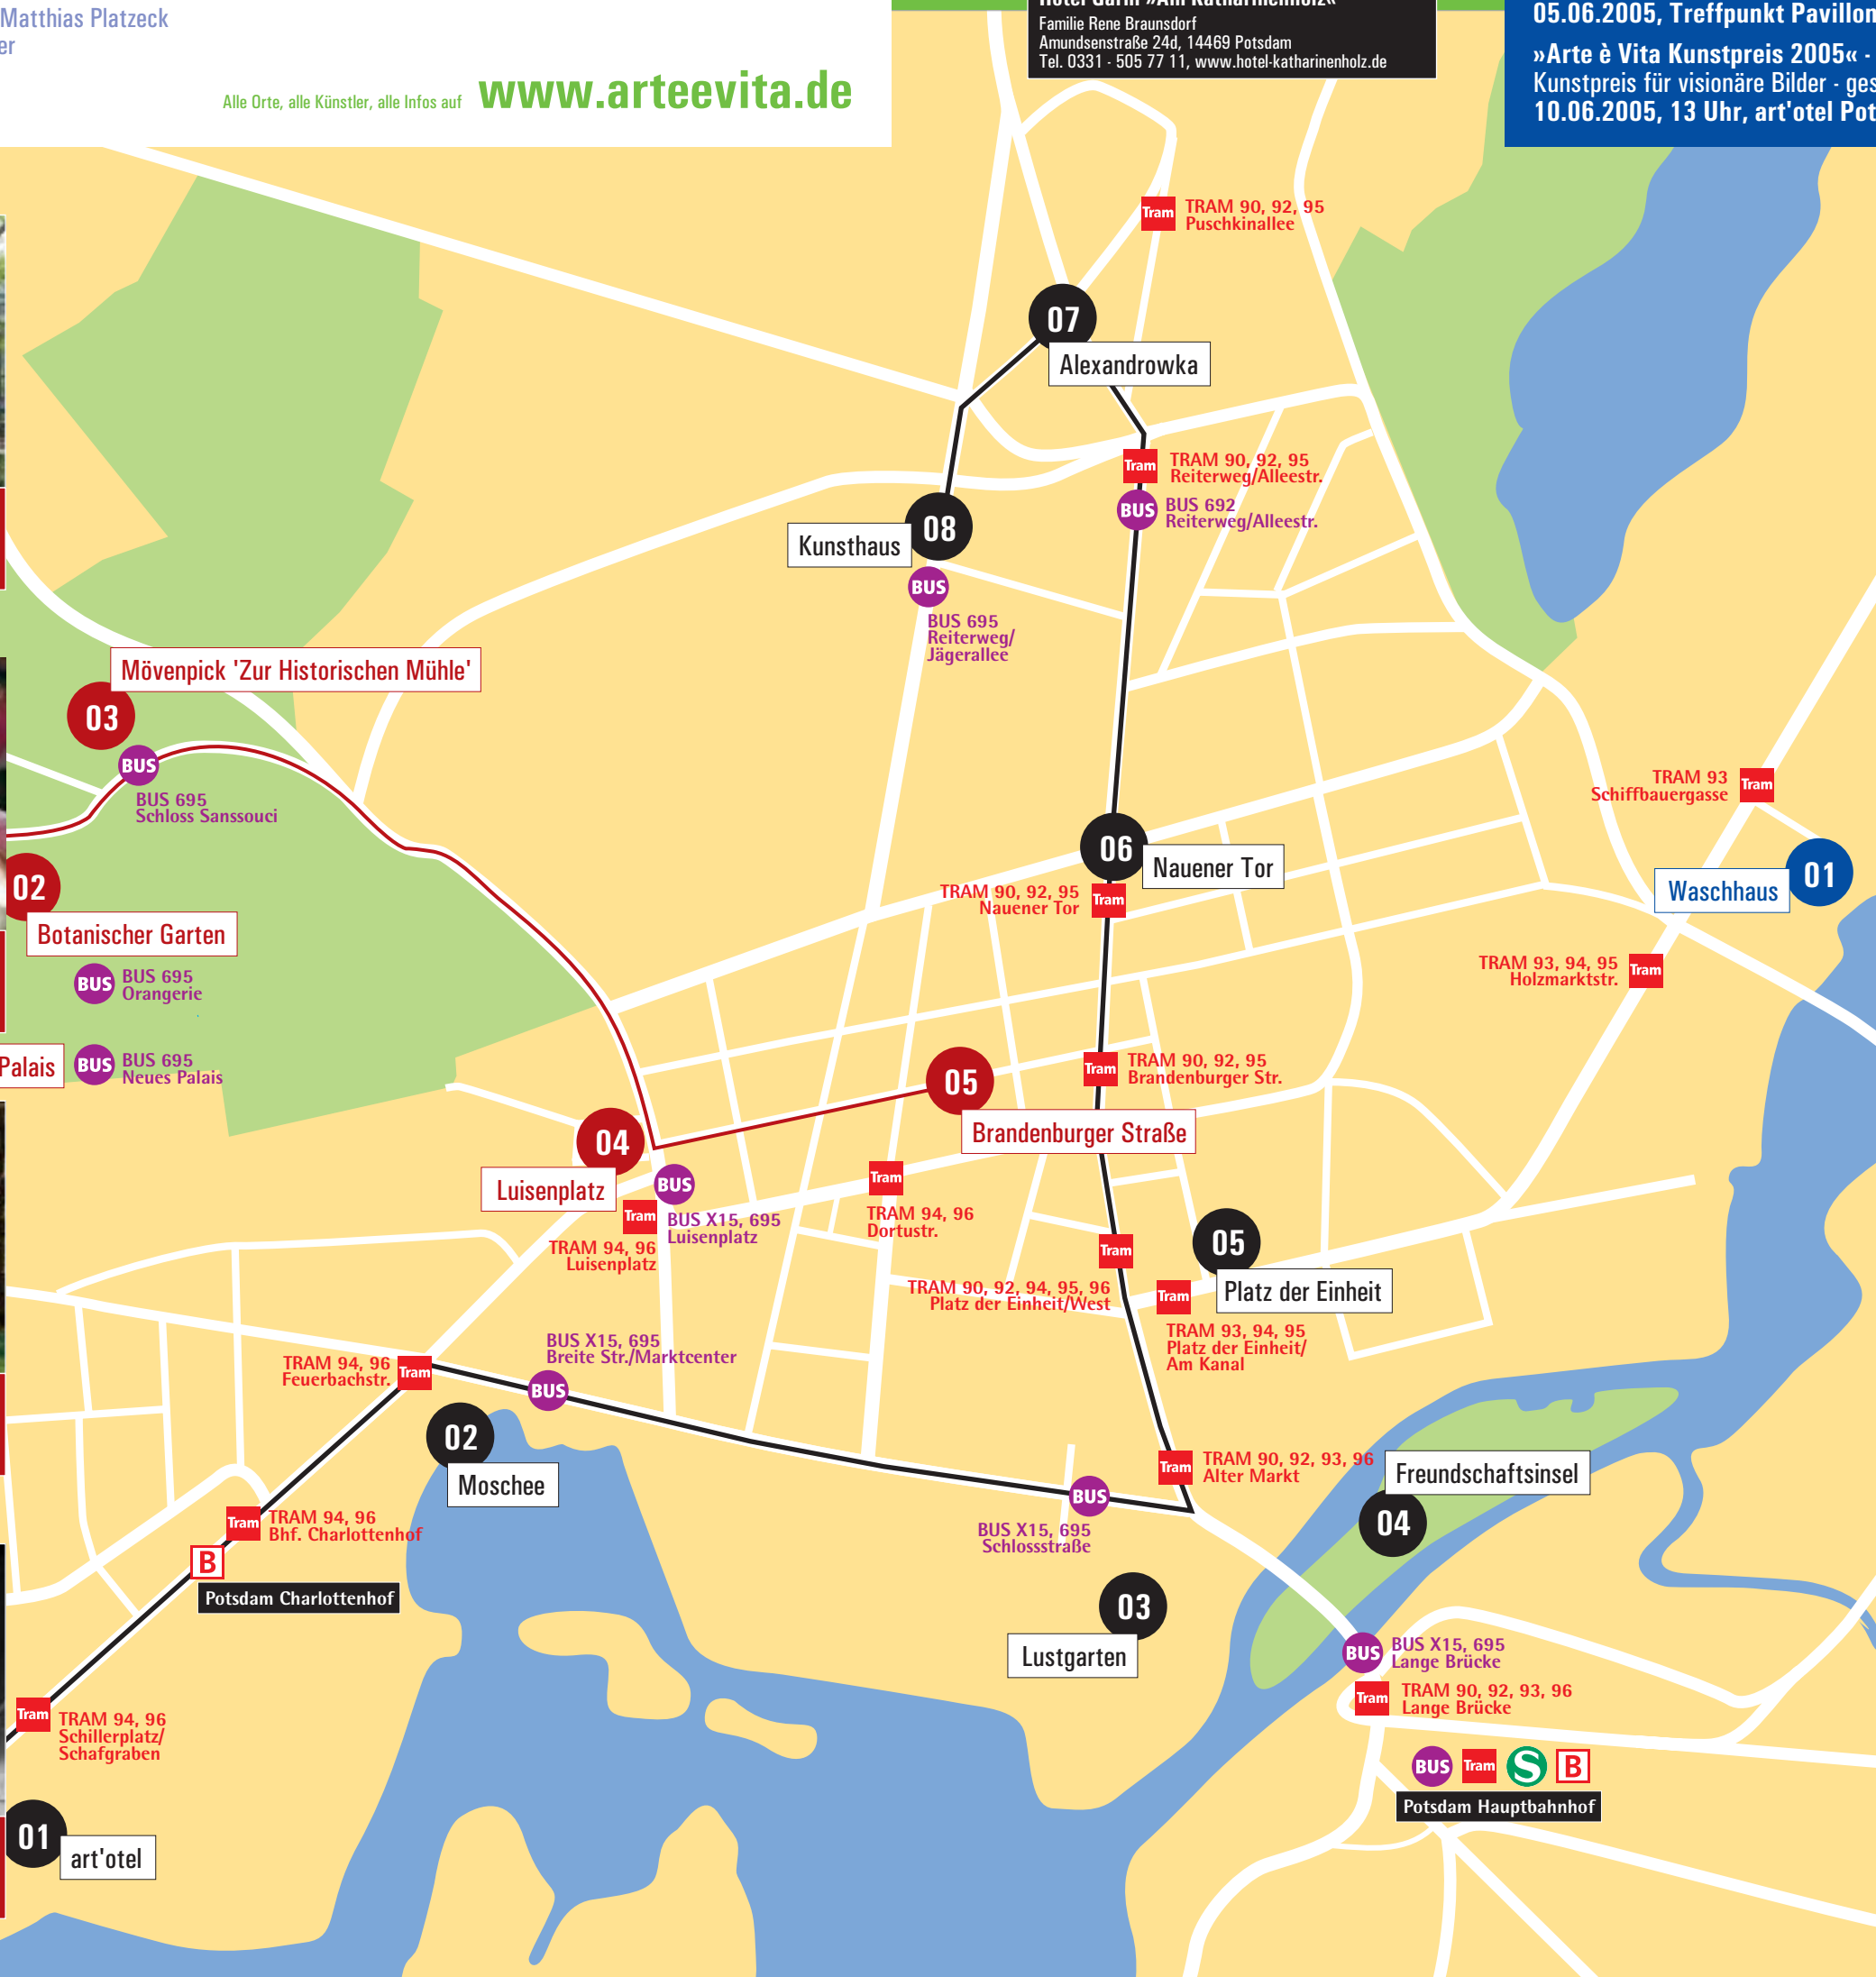 Matthias Platzeck
er
Alle Orte, alle Künstler, alle Infos auf www.arteevita.de
Hotel Garni »Am Katharinenholz«
Familie Rene Braunsdorf
Amundsenstraße 24d, 14469 Potsdam
Tel. 0331 - 505 77 11, www.hotel-katharinenholz.de
05.06.2005, Treffpunkt Pavillon
»Arte è Vita Kunstpreis 2005« -
Kunstpreis für visionäre Bilder - ges
10.06.2005, 13 Uhr, art'otel Pot
Tram
TRAM 90, 92, 95
Puschkinallee
07
Alexandrowka
Tram
TRAM 90, 92, 95
Reiterweg/Alleestr.
BUS
BUS 692
Reiterweg/Alleestr.
08
Kunsthaus
BUS
BUS 695
Reiterweg/
Jägerallee
Mövenpick 'Zur Historischen Mühle'
03
BUS
BUS 695
Schloss Sanssouci
TRAM 93
Schiffbauergasse
Tram
06
Nauener Tor
TRAM 90, 92, 95
Nauener Tor
Tram
01
Waschhaus
02
Botanischer Garten
BUS
BUS 695
Orangerie
TRAM 93, 94, 95
Holzmarktstr.
Tram
Palais
BUS
BUS 695
Neues Palais
Tram
TRAM 90, 92, 95
Brandenburger Str.
05
Brandenburger Straße
04
Luisenplatz
BUS
BUS X15, 695
Luisenplatz
Tram
TRAM 94, 96
Luisenplatz
Tram
TRAM 94, 96
Dortustr.
05
Platz der Einheit
Tram
TRAM 90, 92, 94, 95, 96
Platz der Einheit/West
Tram
TRAM 93, 94, 95
Platz der Einheit/
Am Kanal
BUS X15, 695
Breite Str./Marktcenter
BUS
TRAM 94, 96
Feuerbachstr.
Tram
02
Moschee
Tram
TRAM 90, 92, 93, 96
Alter Markt
Freundschaftsinsel
04
BUS
BUS X15, 695
Schlossstraße
Tram
TRAM 94, 96
Bhf. Charlottenhof
B
Potsdam Charlottenhof
03
Lustgarten
BUS
BUS X15, 695
Lange Brücke
Tram
TRAM 90, 92, 93, 96
Lange Brücke
Tram
TRAM 94, 96
Schillerplatz/
Schafgraben
BUS Tram S B
Potsdam Hauptbahnhof
01
art'otel